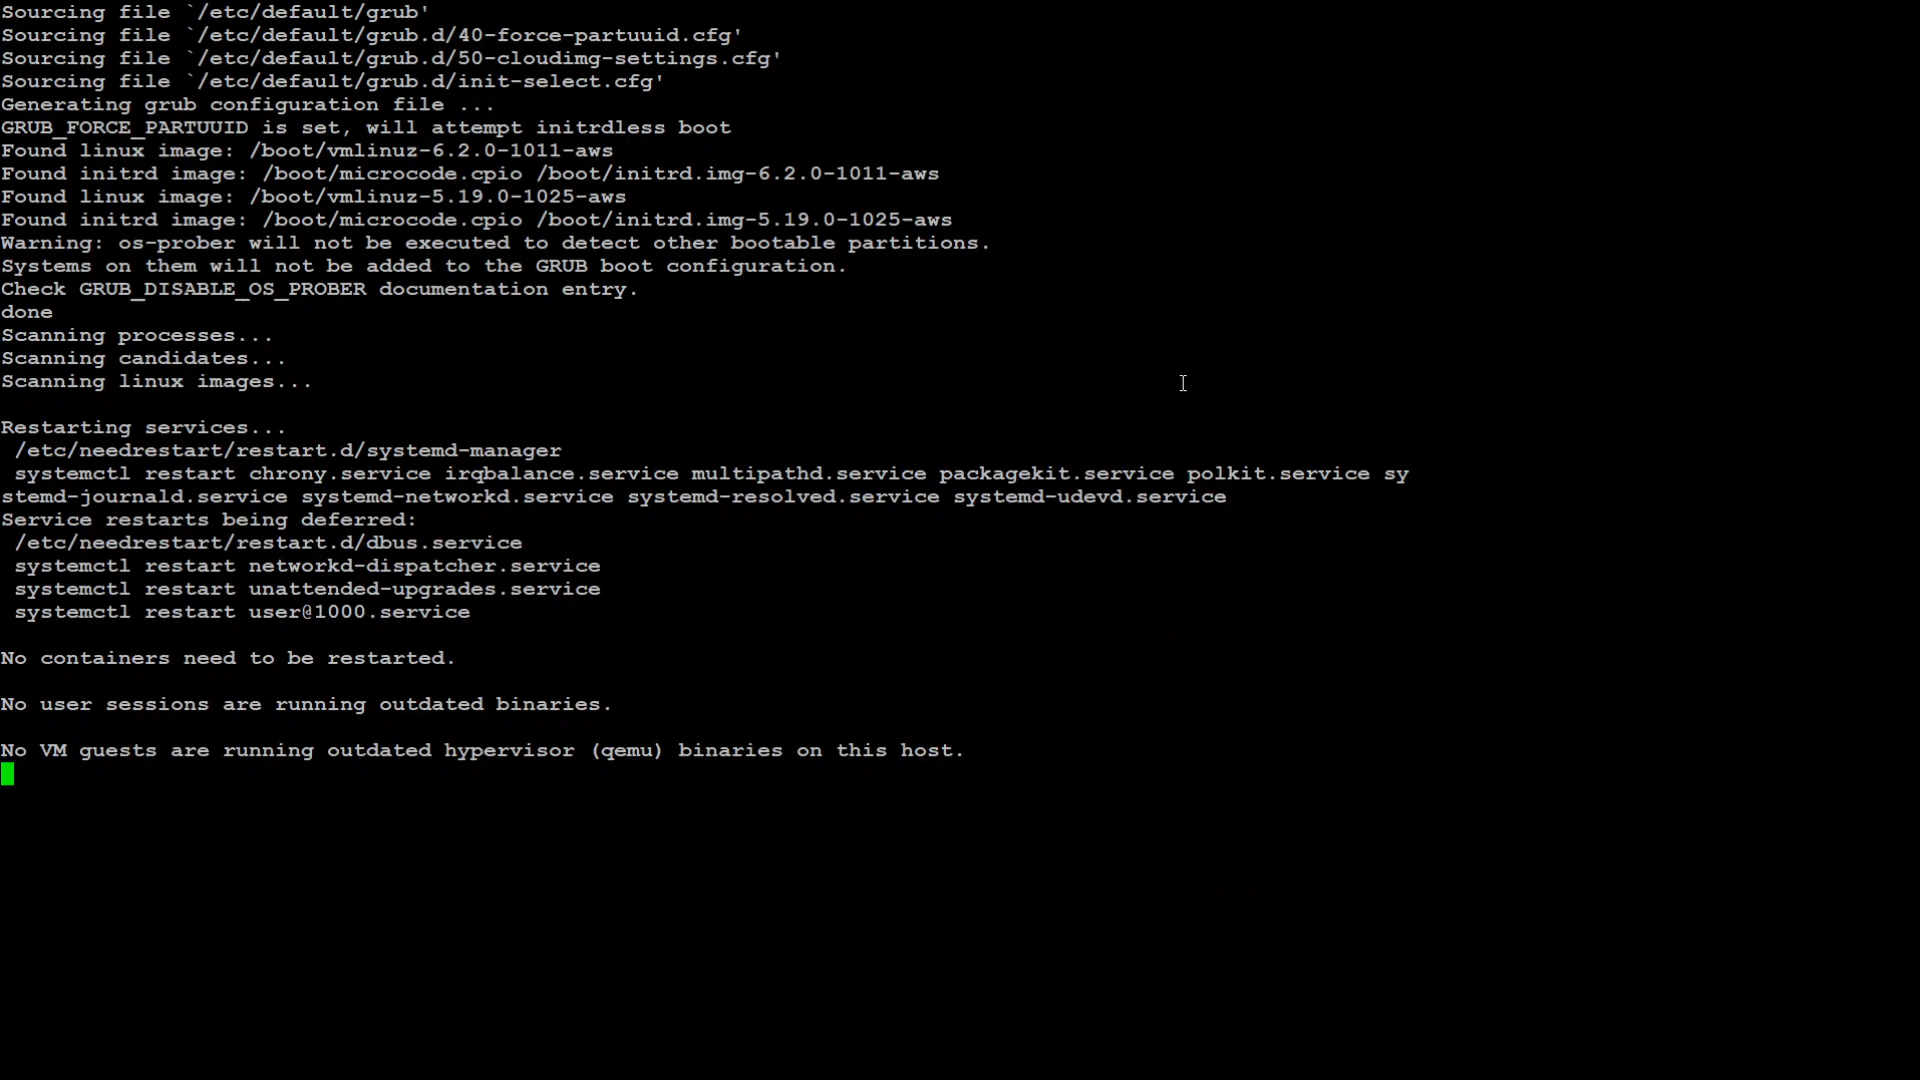 Sourcing file `/etc/default/grub'
Sourcing file `/etc/default/grub.d/40-force-partuuid.cfg'
Sourcing file `/etc/default/grub.d/50-cloudimg-settings.cfg'
Sourcing file `/etc/default/grub.d/init-select.cfg'
Generating grub configuration file ...
GRUB_FORCE_PARTUUID is set, will attempt initrdless boot
Found linux image: /boot/vmlinuz-6.2.0-1011-aws
Found initrd image: /boot/microcode.cpio /boot/initrd.img-6.2.0-1011-aws
Found linux image: /boot/vmlinuz-5.19.0-1025-aws
Found initrd image: /boot/microcode.cpio /boot/initrd.img-5.19.0-1025-aws
Warning: os-prober will not be executed to detect other bootable partitions.
Systems on them will not be added to the GRUB boot configuration.
Check GRUB_DISABLE_OS_PROBER documentation entry.
done
Scanning processes...
Scanning candidates...
Scanning linux images...

Restarting services...
 /etc/needrestart/restart.d/systemd-manager
 systemctl restart chrony.service irqbalance.service multipathd.service packagekit.service polkit.service sy
stemd-journald.service systemd-networkd.service systemd-resolved.service systemd-udevd.service
Service restarts being deferred:
 /etc/needrestart/restart.d/dbus.service
 systemctl restart networkd-dispatcher.service
 systemctl restart unattended-upgrades.service
 systemctl restart user@1000.service

No containers need to be restarted.

No user sessions are running outdated binaries.

No VM guests are running outdated hypervisor (qemu) binaries on this host.